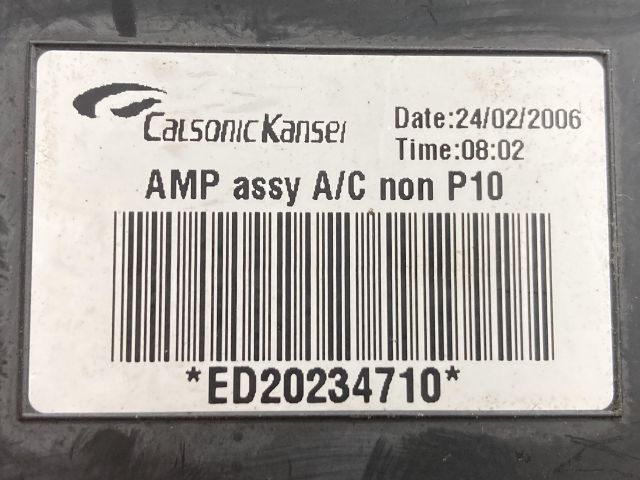 CalsonicKansei
Date:24/02/2006
Time:08:02
AMP assy A/C non P10
*ED20234710*